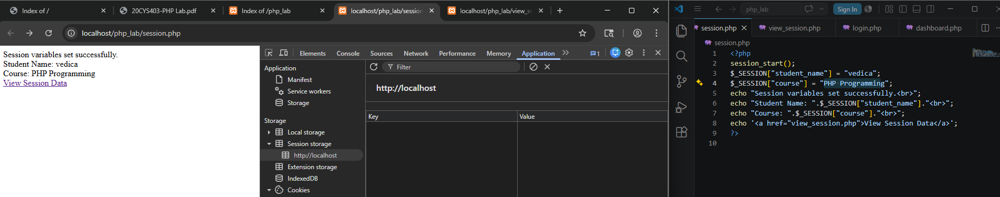 Index of /
20CYS403-PHP Lab.pdf
Index of /php_lab
localhost/php_lab/session
localhost/php_lab/view_s
localhost/php_lab/session.php
Session variables set successfully.
Student Name: vedica
Course: PHP Programming
View Session Data
Elements Console Sources Network Performance Memory Application
1
Application
Manifest
Service workers
Storage
Storage
Local storage
Session storage
http://localhost
Extension storage
IndexedDB
Cookies
Filter
http://localhost
Key Value
php_lab
Sign In
session.php view_session.php login.php dashboard.php
session.php
1 <?php
2 session_start();
3 $_SESSION["student_name"] = "vedica";
4 $_SESSION["course"] = "PHP Programming";
5 echo "Session variables set successfully.<br>";
6 echo "Student Name: ".$_SESSION["student_name"]."<br>";
7 echo "Course: ".$_SESSION["course"]."<br>";
8 echo '<a href="view_session.php">View Session Data</a>';
9 ?>
10